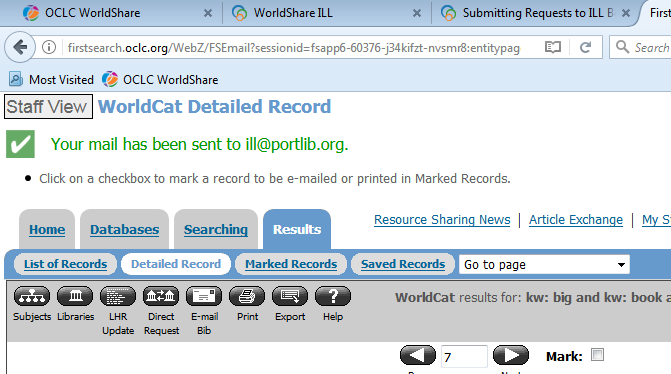 OCLC WorldShare WorldShare ILL Submitting Requests to ILL B First
firstsearch.oclc.org/WebZ/FSEmail?sessionid=fsapp6-60376-j34kifzt-nvsmr8:entitypag Search
Most Visited OCLC WorldShare
Staff View WorldCat Detailed Record
Your mail has been sent to ill@portlib.org.
Click on a checkbox to mark a record to be e-mailed or printed in Marked Records.
Home Databases Searching Results Resource Sharing News Article Exchange My S
List of Records Detailed Record Marked Records Saved Records Go to page
Subjects Libraries LHR Update Direct Request E-mail Bib Print Export Help WorldCat results for: kw: big and kw: book a
7 Mark: